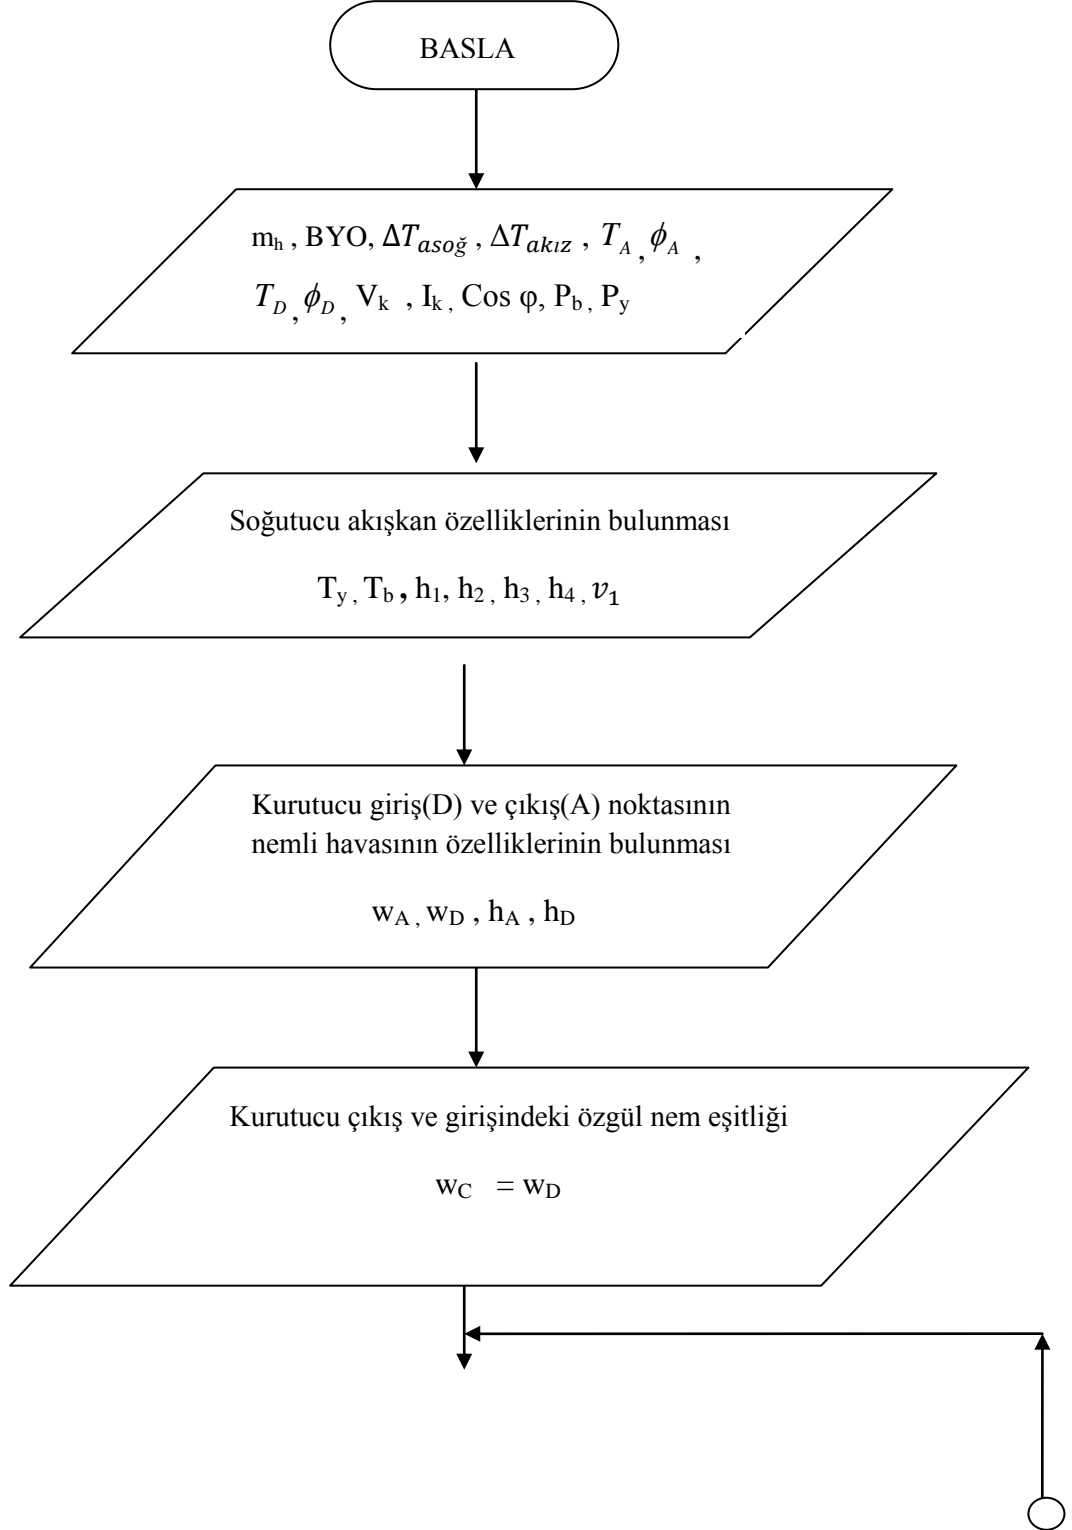 BASLA
mh , BYO, ΔTasoğ , ΔTakız , TA , ϕA ,
TD , ϕD , Vk , Ik , Cos φ, Pb , Py
Soğutucu akışkan özelliklerinin bulunması
Ty , Tb , h1, h2 , h3 , h4 , v1
Kurutucu giriş(D) ve çıkış(A) noktasının
nemli havasının özelliklerinin bulunması
wA , wD , hA , hD
Kurutucu çıkış ve girişindeki özgül nem eşitliği
wC = wD